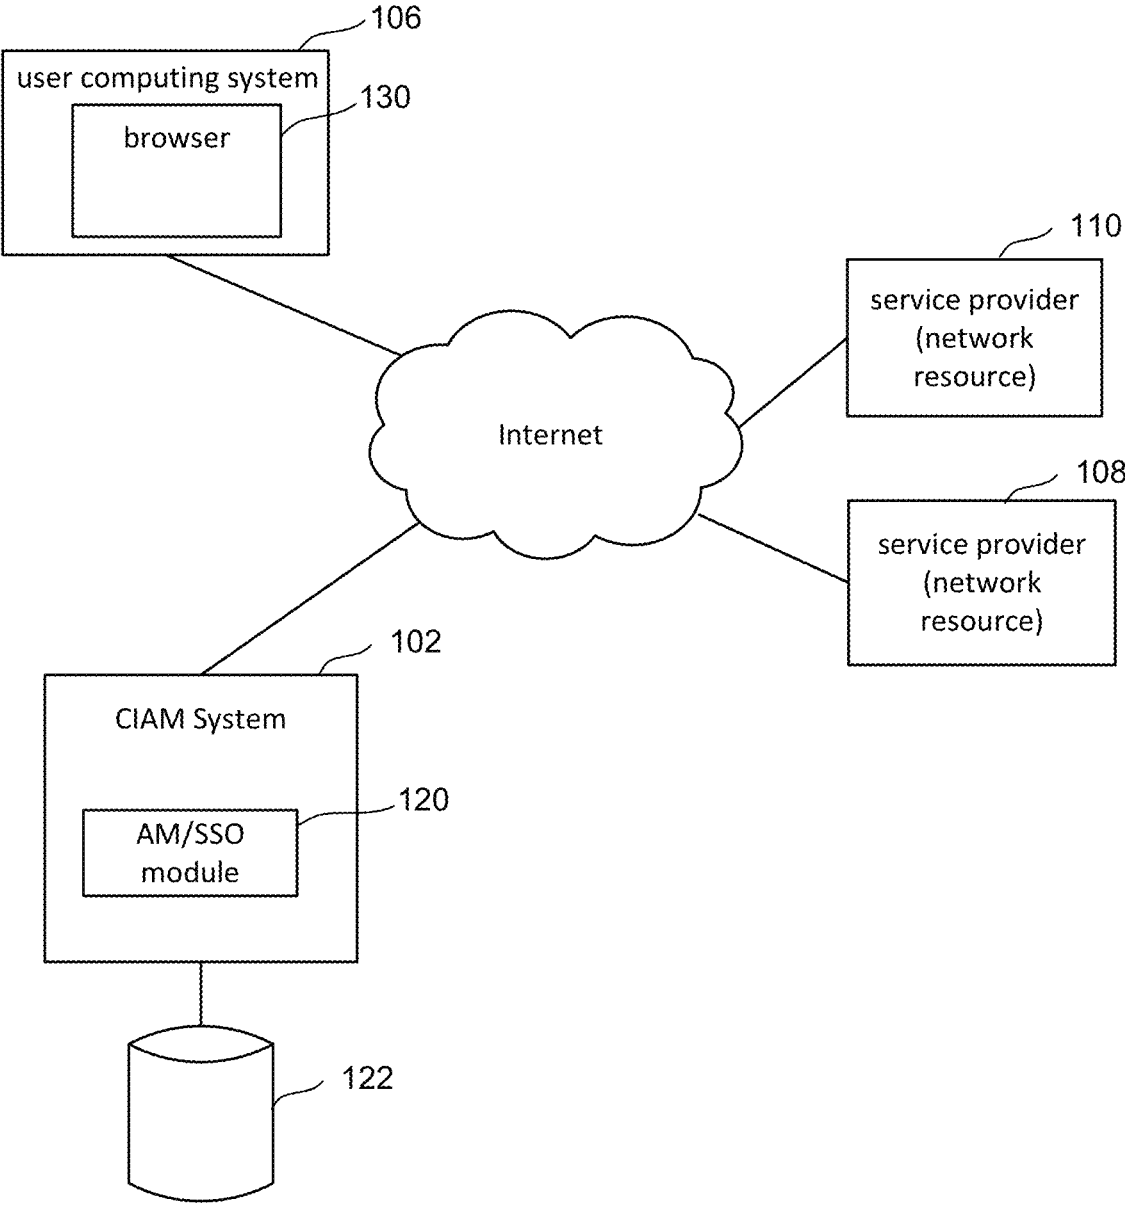 106
user computing system
130
browser
110
service provider
(network
resource)
Internet
108
service provider
(network
resource)
102
CIAM System
120
AM/SSO
module
122